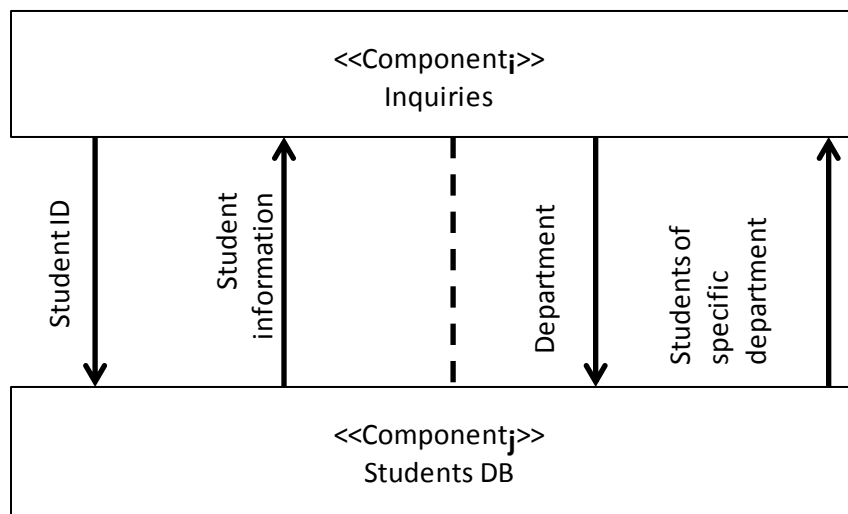 <<Componentᵢ>>
Inquiries
Student ID
Student
information
Department
Students of
specific
department
<<Componentⱼ>>
Students DB